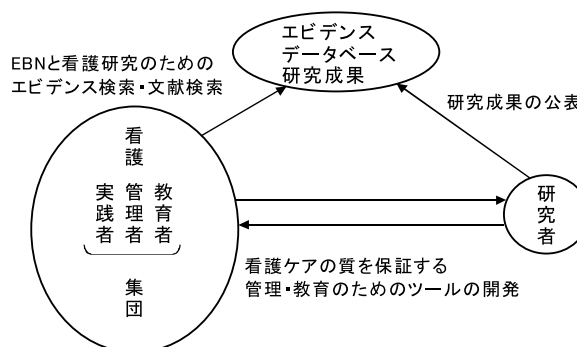 エビデンス
データベース
研究成果
EBNと看護研究のための
エビデンス検索・文献検索
研究成果の公表
看護
実践者
管理者
教育者
集団
研究者
看護ケアの質を保証する
管理・教育のためのツールの開発